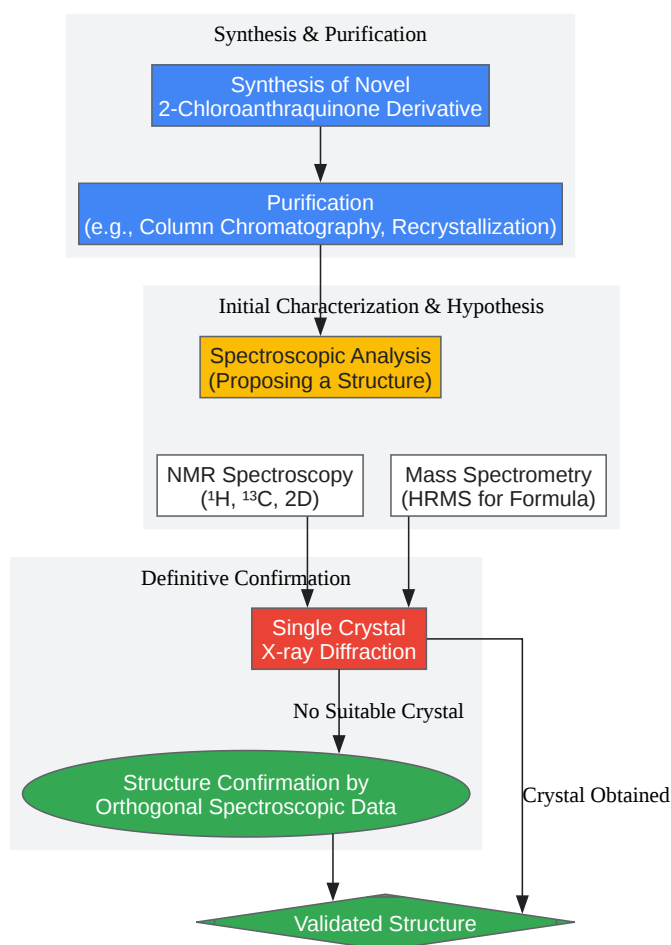 Synthesis & Purification
Synthesis of Novel
2-Chloroanthraquinone Derivative
Purification
(e.g., Column Chromatography, Recrystallization)
Initial Characterization & Hypothesis
Spectroscopic Analysis
(Proposing a Structure)
NMR Spectroscopy
(¹H, ¹³C, 2D)
Mass Spectrometry
(HRMS for Formula)
Definitive Confirmation
Single Crystal
X-ray Diffraction
No Suitable Crystal
Structure Confirmation by
Orthogonal Spectroscopic Data
Crystal Obtained
Validated Structure